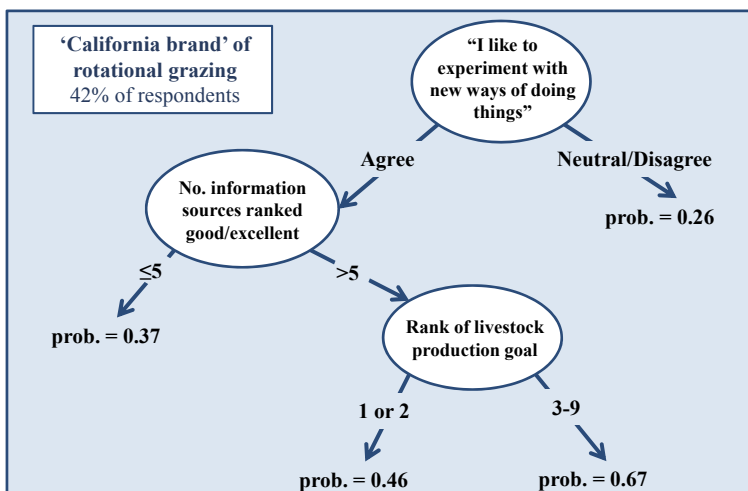 ‘California brand’ of
rotational grazing
42% of respondents
“I like to
experiment with
new ways of doing
things”
Agree
Neutral/Disagree
No. information
sources ranked
good/excellent
prob. = 0.26
≤5
>5
prob. = 0.37
Rank of livestock
production goal
1 or 2
3-9
prob. = 0.46
prob. = 0.67